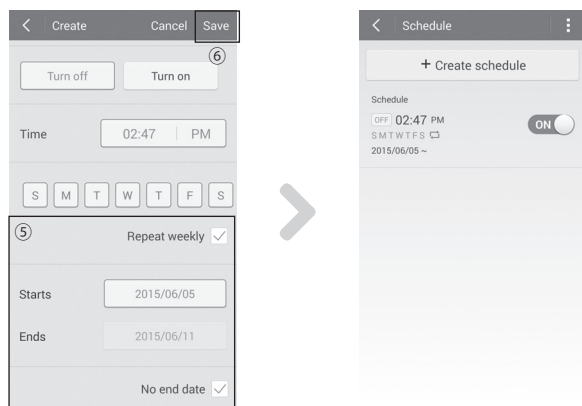 Create Cancel Save
⑥
Turn off Turn on
Time 02:47 PM
S M T W T F S
⑤
Repeat weekly
Starts 2015/06/05
Ends 2015/06/11
No end date
Schedule
+ Create schedule
Schedule
OFF 02:47 PM
ON
S M T W T F S
2015/06/05 ~